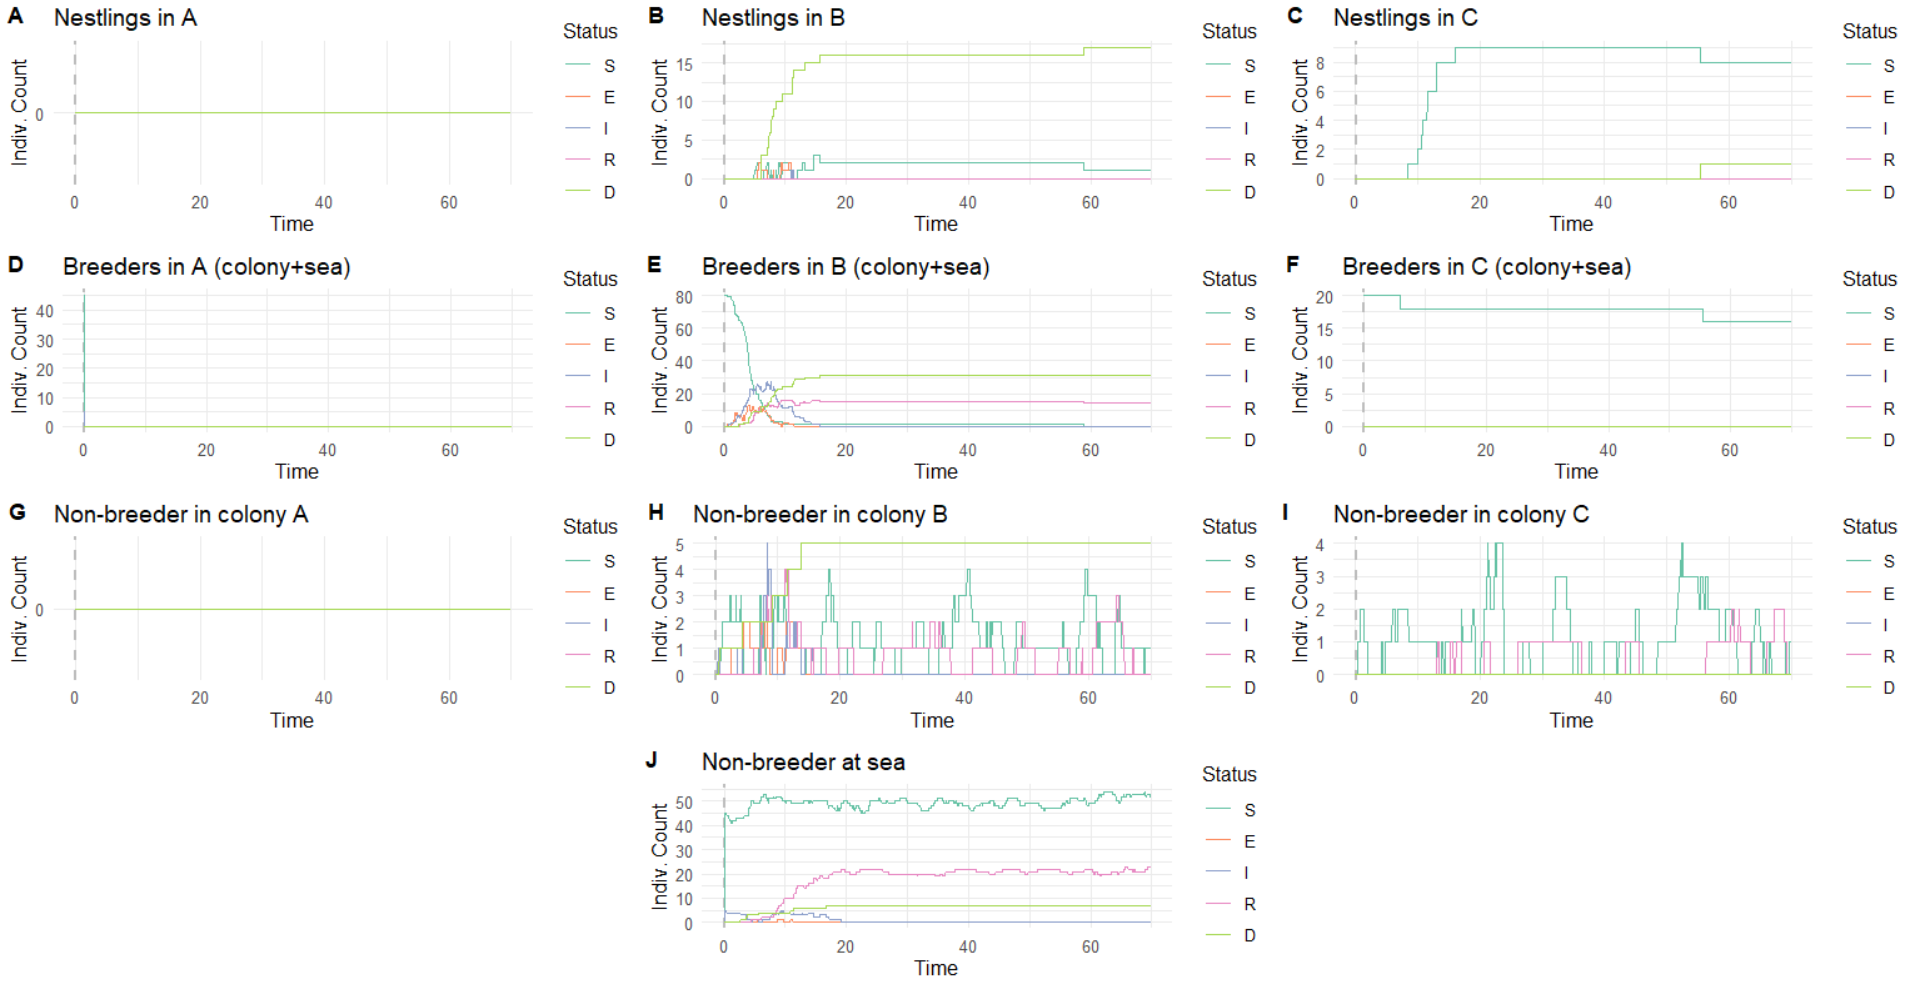 A Nestlings in A
Indiv. Count
0
0 20 40 60
Time
Status
S
E
I
R
D
B Nestlings in B
Indiv. Count
15
10
5
0
0 20 40 60
Time
Status
S
E
I
R
D
C Nestlings in C
Indiv. Count
8
6
4
2
0
0 20 40 60
Time
Status
S
E
I
R
D
D Breeders in A (colony+sea)
Indiv. Count
40
30
20
10
0
0 20 40 60
Time
Status
S
E
I
R
D
E Breeders in B (colony+sea)
Indiv. Count
80
60
40
20
0
0 20 40 60
Time
Status
S
E
I
R
D
F Breeders in C (colony+sea)
Indiv. Count
20
15
10
5
0
0 20 40 60
Time
Status
S
E
I
R
D
G Non-breeder in colony A
Indiv. Count
0
0 20 40 60
Time
Status
S
E
I
R
D
H Non-breeder in colony B
Indiv. Count
5
4
3
2
1
0
0 20 40 60
Time
Status
S
E
I
R
D
I Non-breeder in colony C
Indiv. Count
4
3
2
1
0
0 20 40 60
Time
Status
S
E
I
R
D
J Non-breeder at sea
Indiv. Count
50
40
30
20
10
0
0 20 40 60
Time
Status
S
E
I
R
D